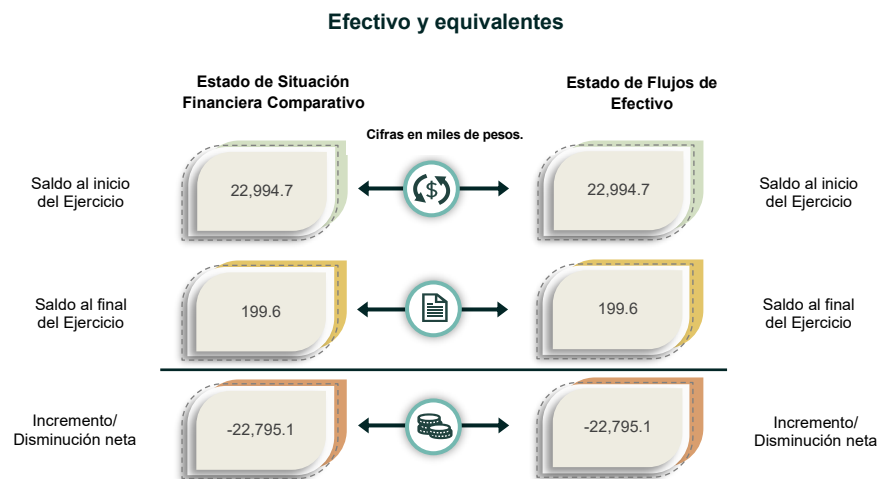 Efectivo y equivalentes
Estado de Situación
Financiera Comparativo
Estado de Flujos de
Efectivo
Cifras en miles de pesos.
Saldo al inicio
del Ejercicio
22,994.7
$
22,994.7
Saldo al inicio
del Ejercicio
Saldo al final
del Ejercicio
199.6
199.6
Saldo al final
del Ejercicio
Incremento/
Disminución neta
-22,795.1
-22,795.1
Incremento/
Disminución neta